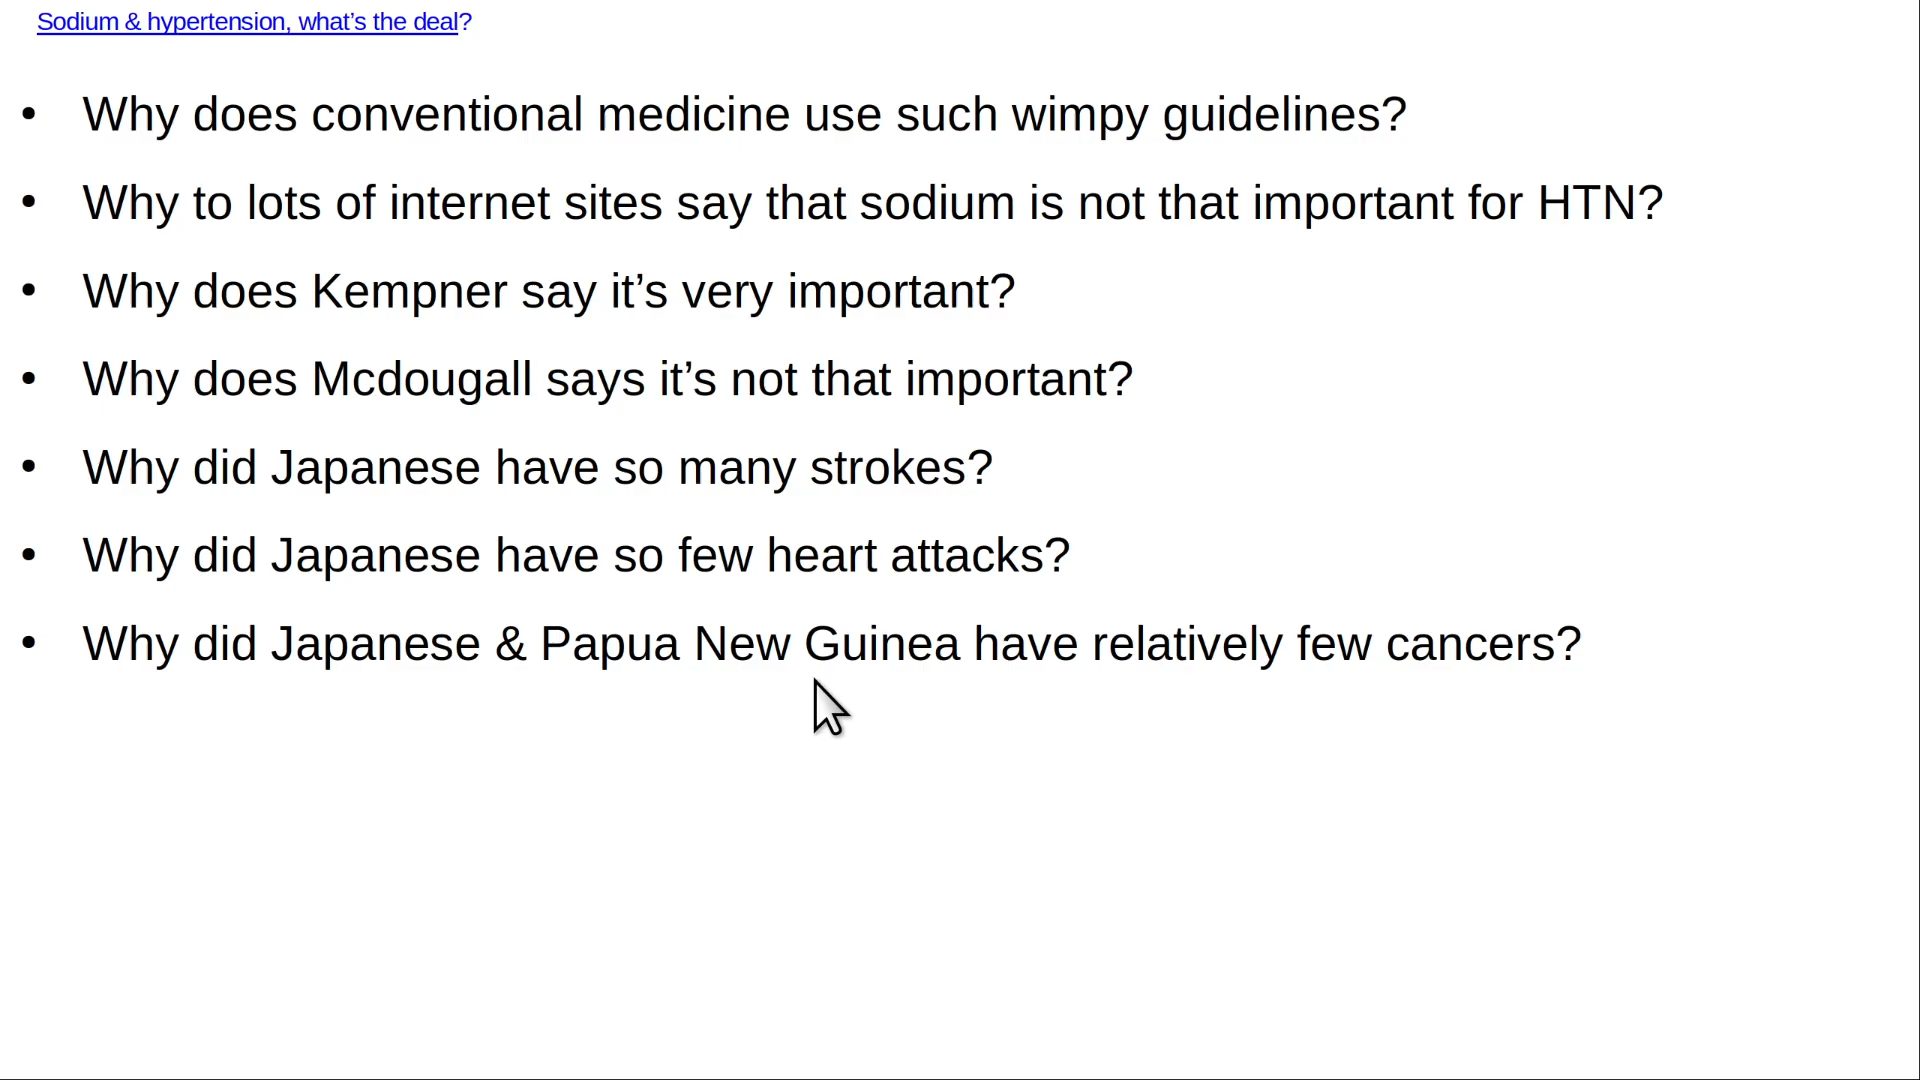 Sodium & hypertension, what’s the deal?
• Why does conventional medicine use such wimpy guidelines?
• Why to lots of internet sites say that sodium is not that important for HTN?
• Why does Kempner say it’s very important?
• Why does Mcdougall says it’s not that important?
• Why did Japanese have so many strokes?
• Why did Japanese have so few heart attacks?
• Why did Japanese & Papua New Guinea have relatively few cancers?